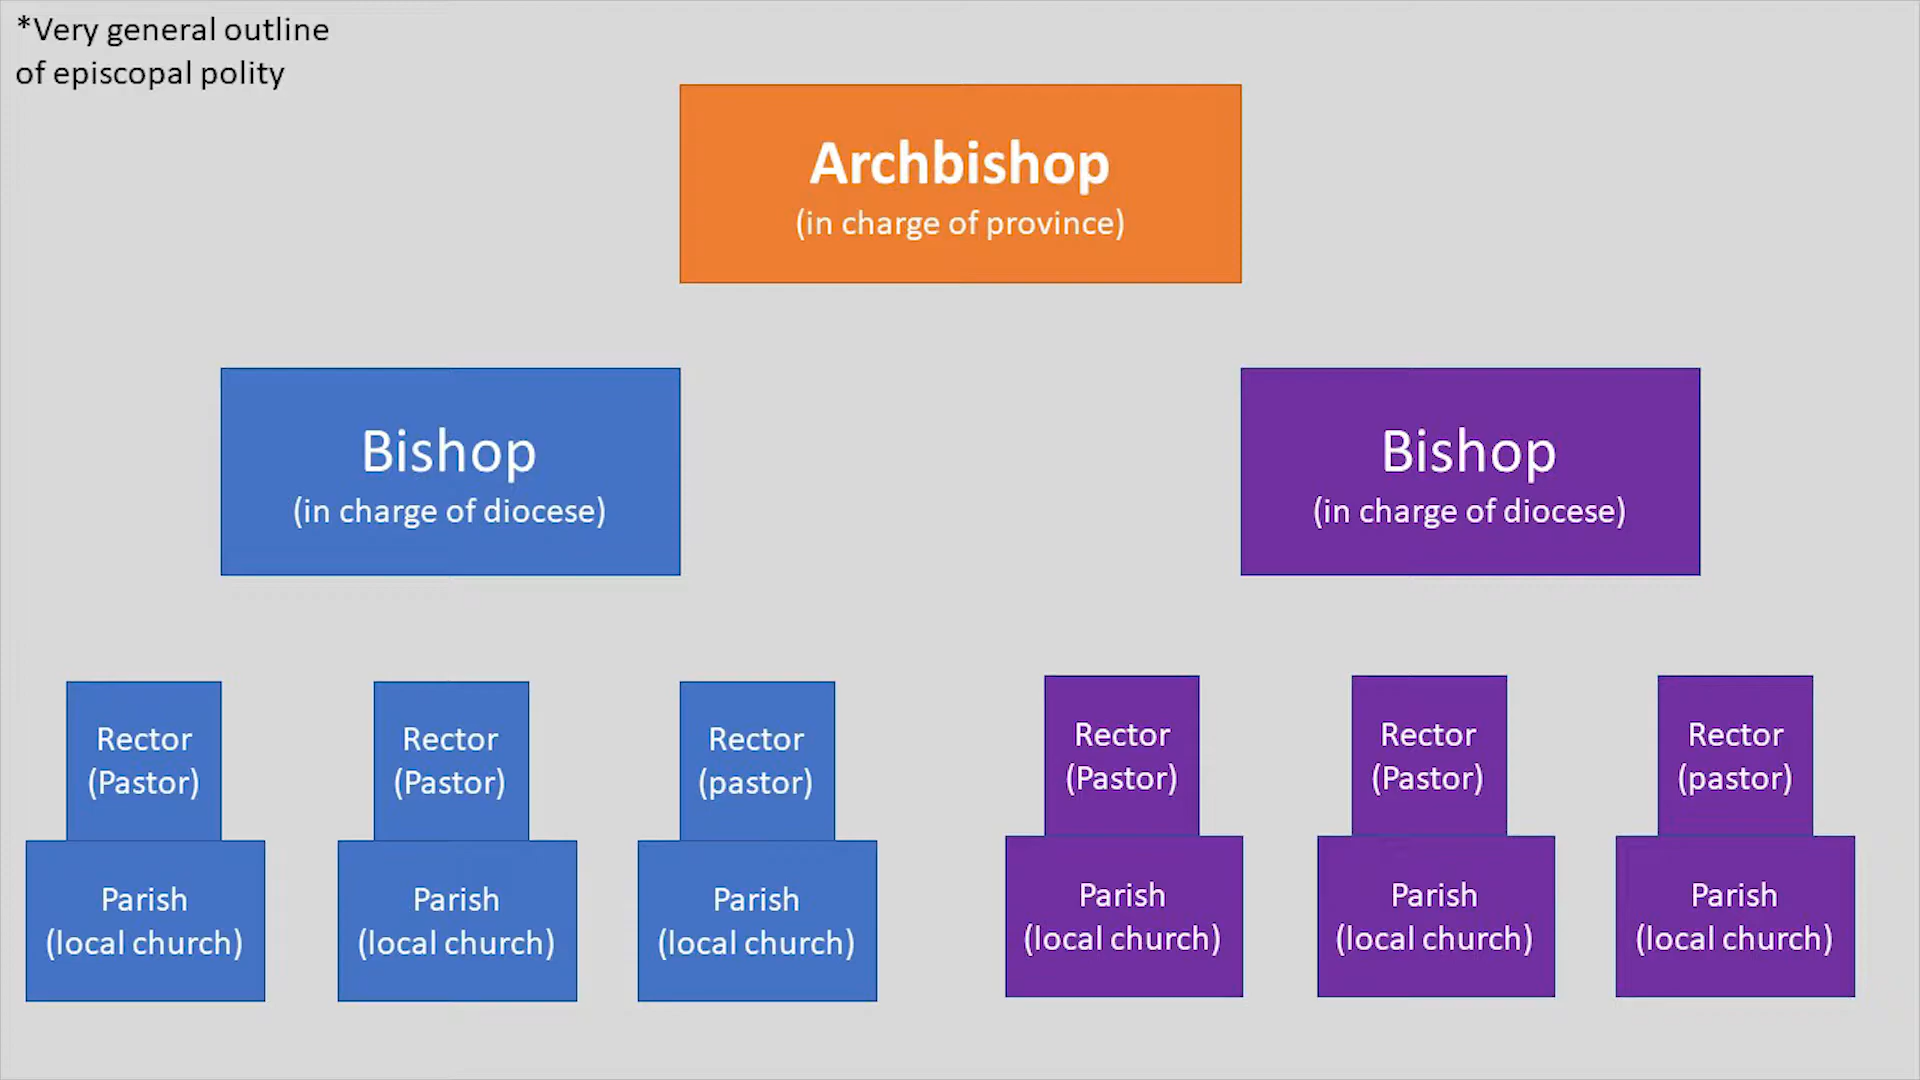 *Very general outline
of episcopal polity
Archbishop
(in charge of province)
Bishop
(in charge of diocese)
Bishop
(in charge of diocese)
Rector
(Pastor)
Parish
(local church)
Rector
(Pastor)
Parish
(local church)
Rector
(pastor)
Parish
(local church)
Rector
(Pastor)
Parish
(local church)
Rector
(Pastor)
Parish
(local church)
Rector
(pastor)
Parish
(local church)